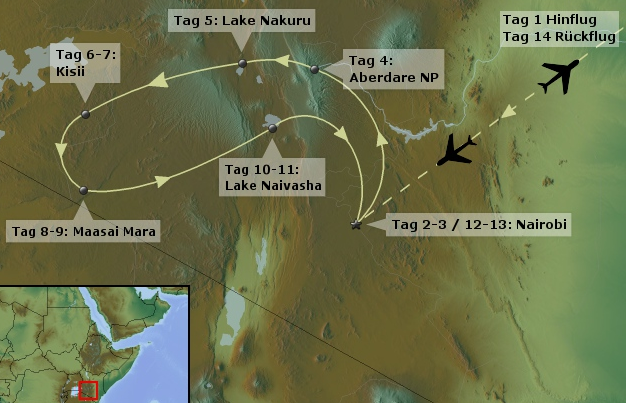 Tag 1 Hinflug
Tag 14 Rückflug
Tag 5: Lake Nakuru
Tag 6-7:
Kisii
Tag 4:
Aberdare NP
Tag 10-11:
Lake Naivasha
Tag 8-9: Maasai Mara
Tag 2-3 / 12-13: Nairobi